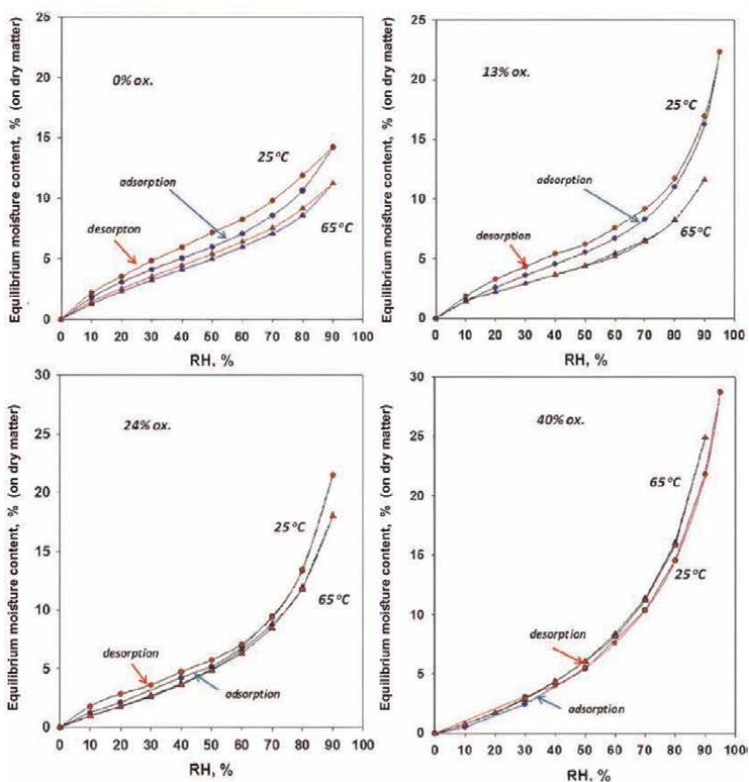 Equilibrium moisture content, % (on dry matter)
25
20
15
10
5
0
0% ox.
25°C
adsorption
desorpton
65°C
0 10 20 30 40 50 60 70 80 90 100
RH, %
Equilibrium moisture content, % (on dry matter)
25
20
15
10
5
0
13% ox.
25°C
adsorption
desorption
65°C
0 10 20 30 40 50 60 70 80 90 100
RH, %
Equilibrium moisture content, % (on dry matter)
30
25
20
15
10
5
0
24% ox.
25°C
65°C
desorption
adsorption
0 10 20 30 40 50 60 70 80 90 100
RH, %
Equilibrium moisture content, % (on dry matter)
30
25
20
15
10
5
0
40% ox.
65°C
25°C
desorption
adsorption
0 10 20 30 40 50 60 70 80 90 100
RH, %